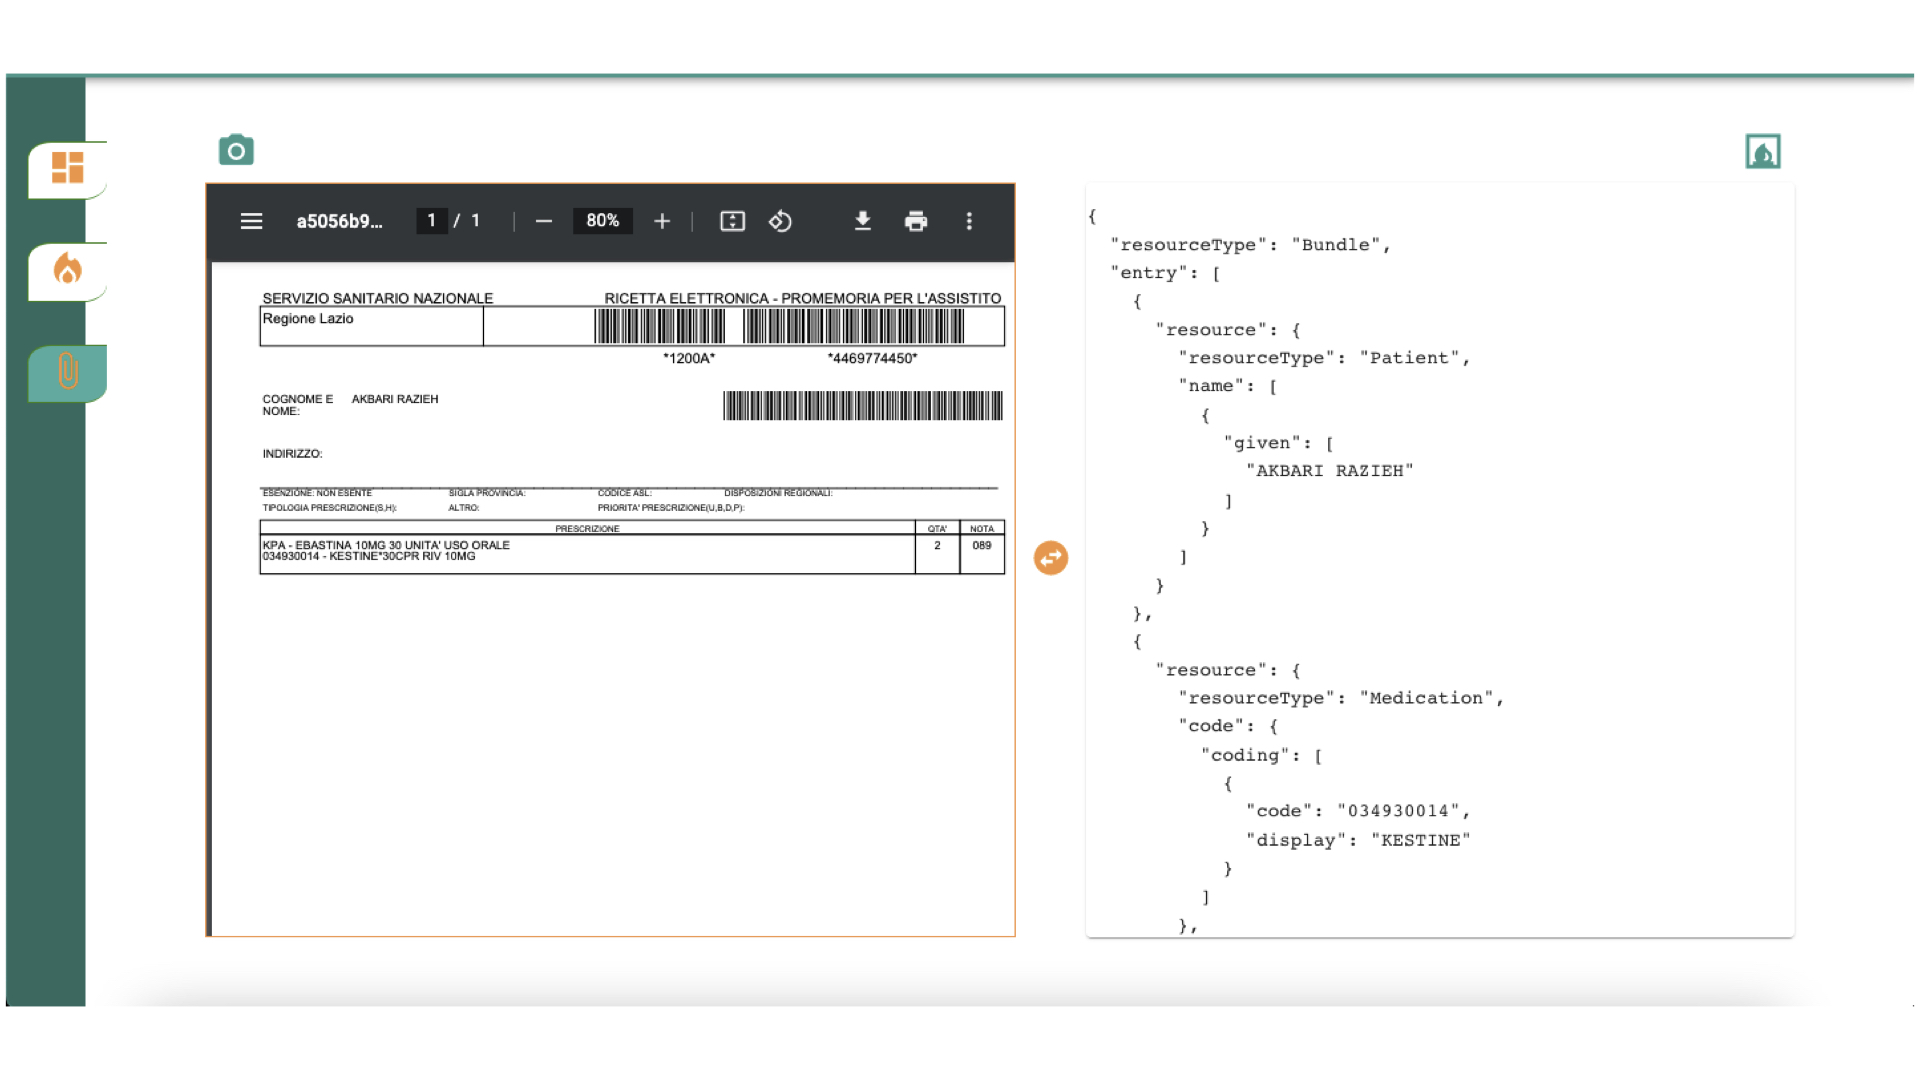 a5056b9... 1 / 1 80%
SERVIZIO SANITARIO NAZIONALE RICETTA ELETTRONICA - PROMEMORIA PER L'ASSISTITO
Regione Lazio
*1200A* *4469774450*
COGNOME E NOME: AKBARI RAZIEH
INDIRIZZO:
ESENZIONE: NON ESENTE SIGLA PROVINCIA: CODICE ASL: DISPOSIZIONI REGIONALI:
TIPOLOGIA PRESCRIZIONE(S,H): ALTRO: PRIORITA' PRESCRIZIONE(U,B,D,P):
PRESCRIZIONE QTA' NOTA
KPA - EBASTINA 10MG 30 UNITA' USO ORALE 2 089
034930014 - KESTINE*30CPR RIV 10MG
{
"resourceType": "Bundle",
"entry": [
{
"resource": {
"resourceType": "Patient",
"name": [
{
"given": [
"AKBARI RAZIEH"
]
}
]
}
},
{
"resource": {
"resourceType": "Medication",
"code": {
"coding": [
{
"code": "034930014",
"display": "KESTINE"
}
]
},